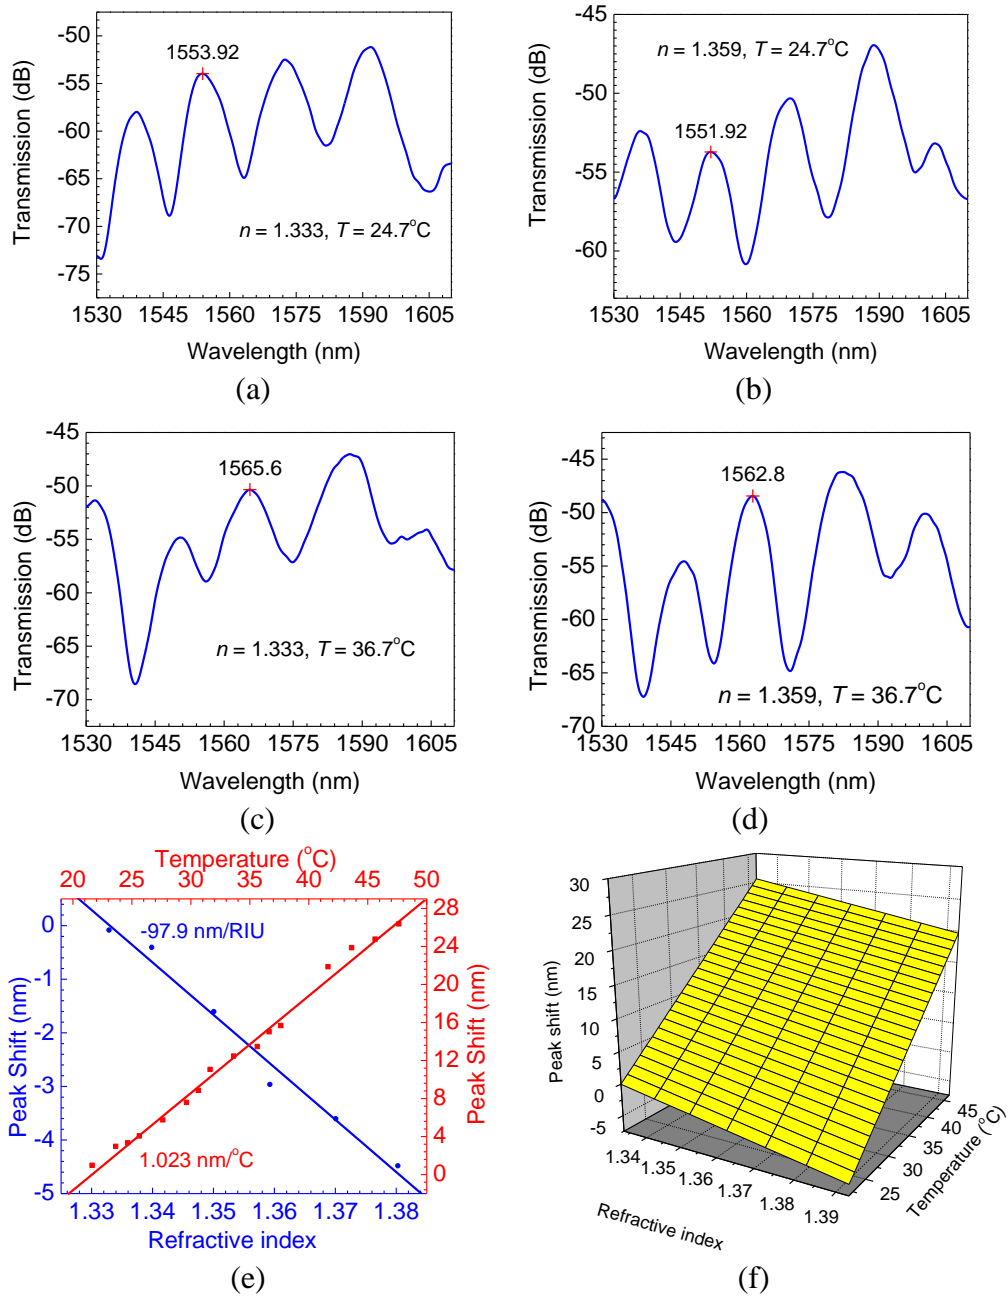 -50
-55
-60
-65
-70
-75
Transmission (dB)
1553.92
n = 1.333, T = 24.7°C
1530 1545 1560 1575 1590 1605
Wavelength (nm)
(a)
-45
-50
-55
-60
Transmission (dB)
n = 1.359, T = 24.7°C
1551.92
1530 1545 1560 1575 1590 1605
Wavelength (nm)
(b)
-45
-50
-55
-60
-65
-70
Transmission (dB)
1565.6
n = 1.333, T = 36.7°C
1530 1545 1560 1575 1590 1605
Wavelength (nm)
(c)
-45
-50
-55
-60
-65
-70
Transmission (dB)
1562.8
n = 1.359, T = 36.7°C
1530 1545 1560 1575 1590 1605
Wavelength (nm)
(d)
Temperature (°C)
20 25 30 35 40 45 50
0
-1
-2
-3
-4
-5
Peak Shift (nm)
-97.9 nm/RIU
1.023 nm/°C
28
24
20
16
12
8
4
0
Peak Shift (nm)
1.33 1.34 1.35 1.36 1.37 1.38
Refractive index
(e)
30
25
20
15
10
5
0
-5
Peak shift (nm)
1.34 1.35 1.36 1.37 1.38 1.39
Refractive index
25 30 35 40 45
Temperature (°C)
(f)